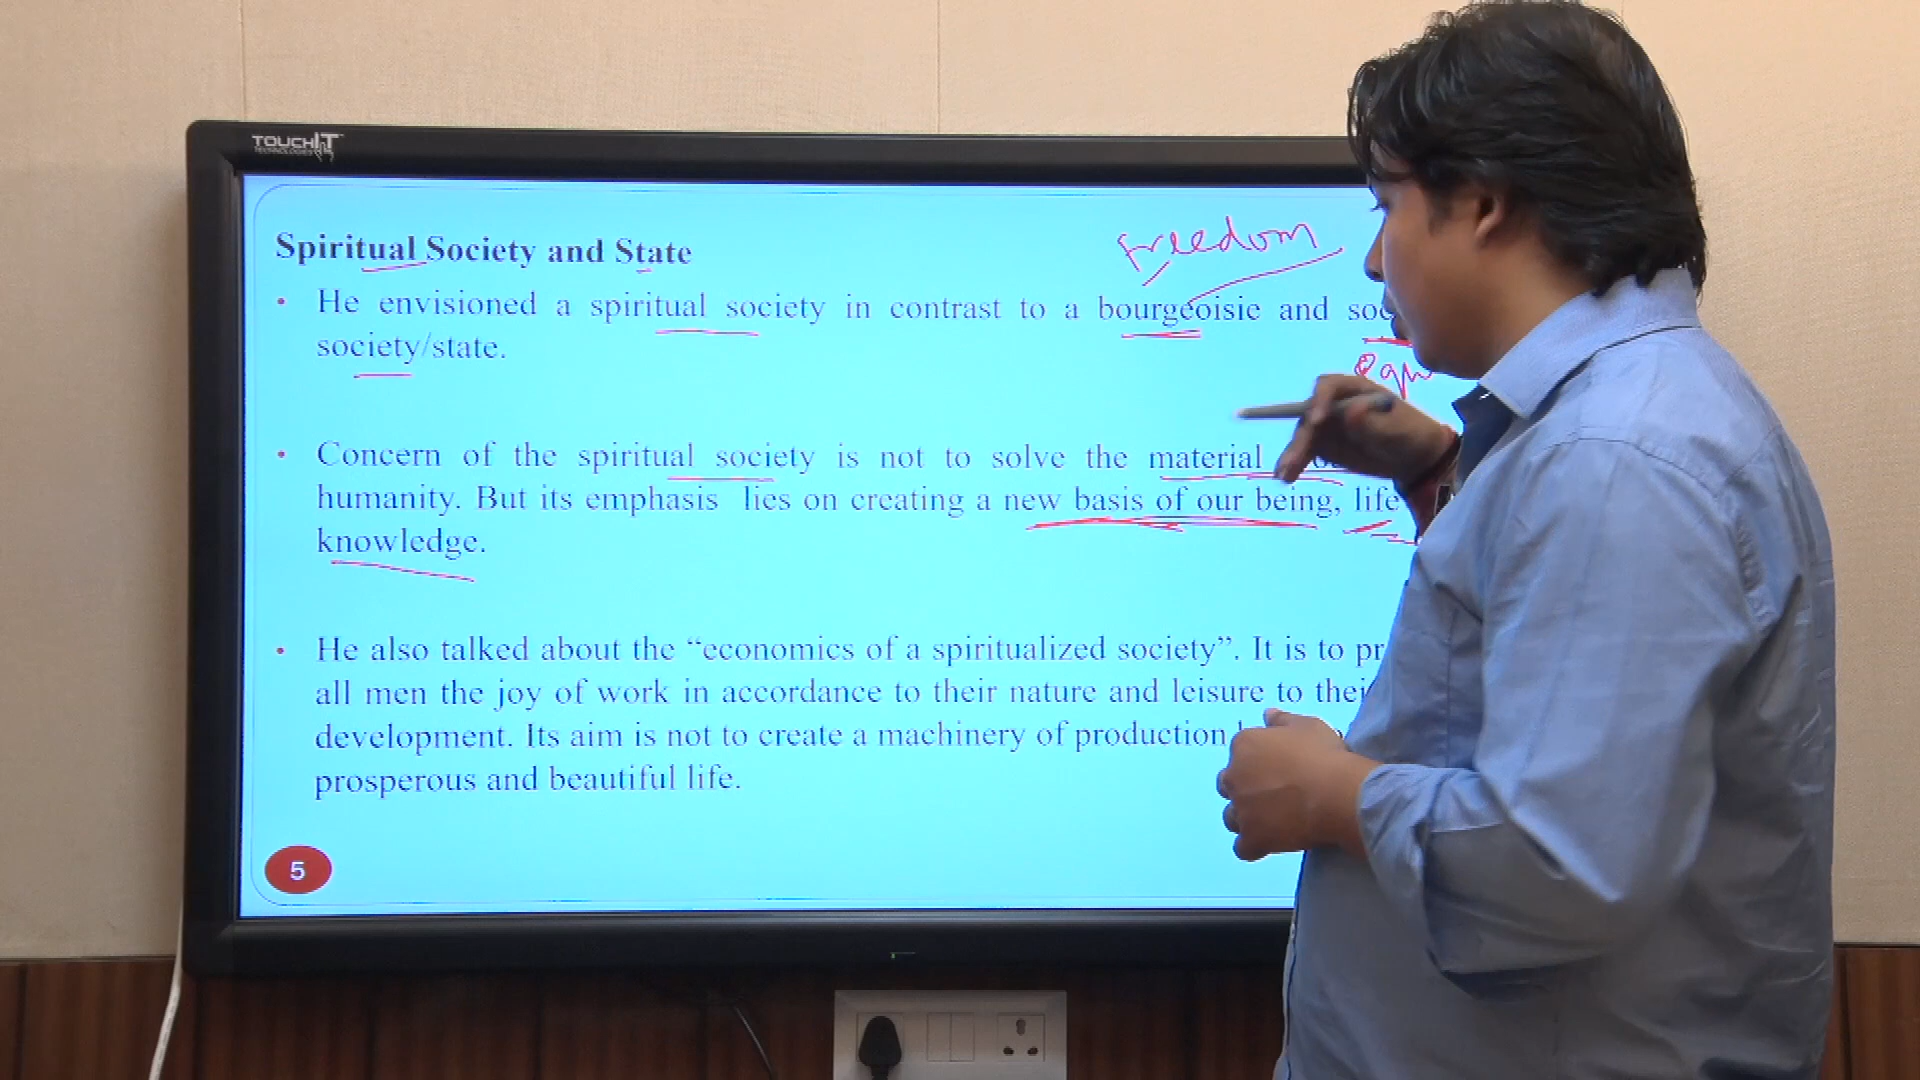 TOUCHIT
TECHNOLOGIES
Spiritual Society and State
Freedom
• He envisioned a spiritual society in contrast to a bourgeoisie and
society/state.
• Concern of the spiritual society is not to solve the material
humanity. But its emphasis lies on creating a new basis of our being, life
knowledge.
• He also talked about the “economics of a spiritualized society”. It is to
all men the joy of work in accordance to their nature and leisure to
development. Its aim is not to create a machinery of production
prosperous and beautiful life.
5